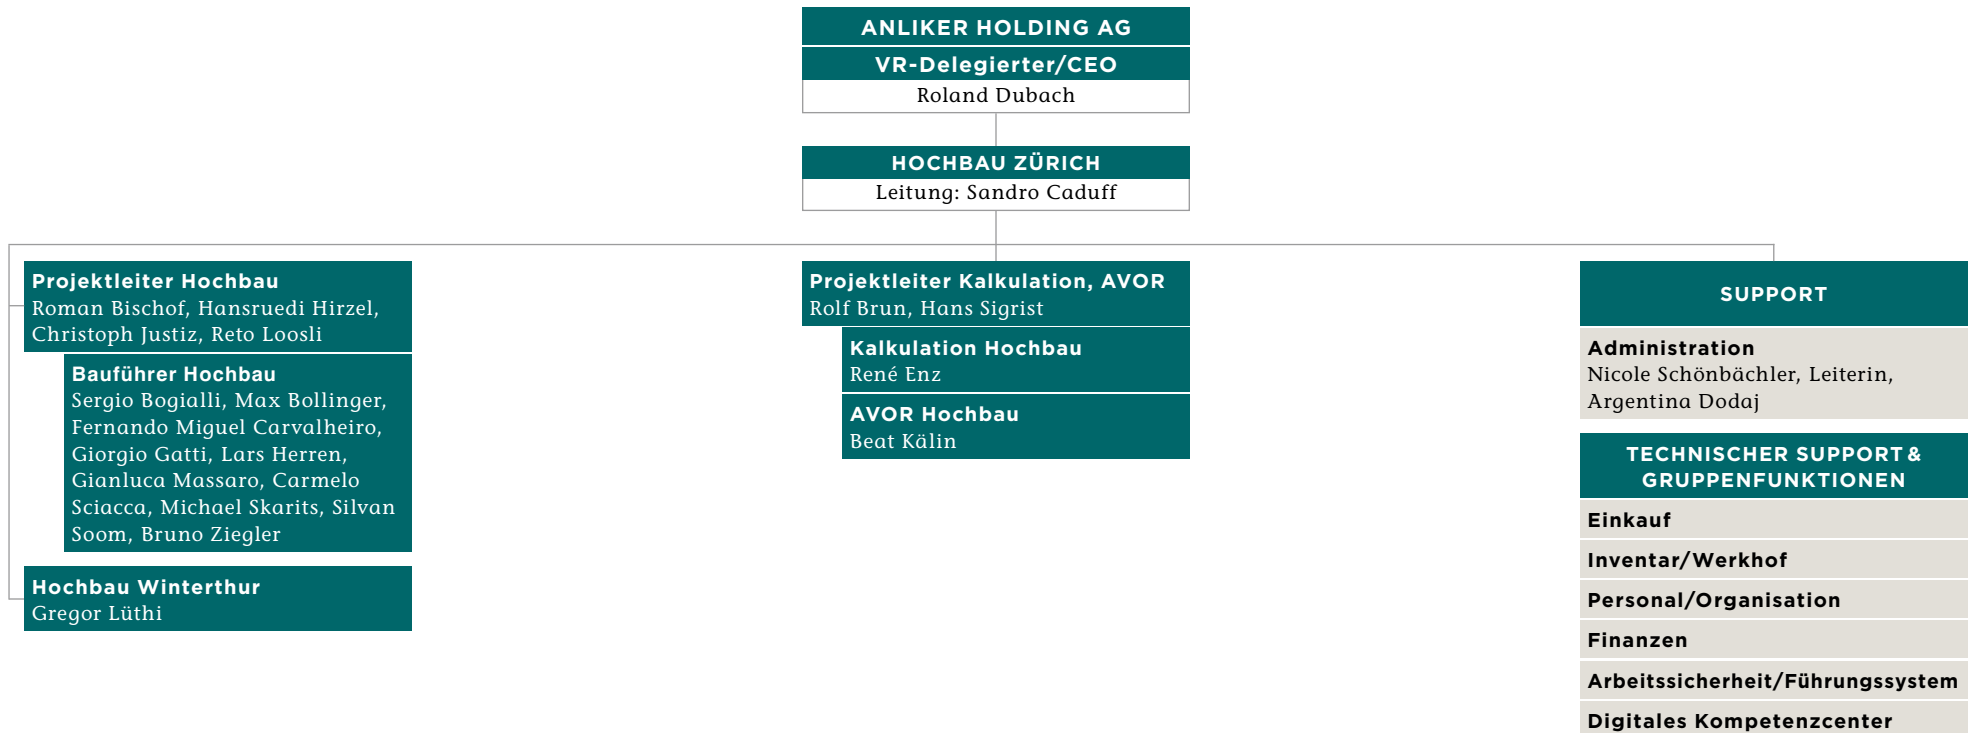 ANLIKER HOLDING AG
VR-Delegierter/CEO
Roland Dubach
HOCHBAU ZÜRICH
Leitung: Sandro Caduff
Projektleiter Hochbau
Roman Bischof, Hansruedi Hirzel,
Christoph Justiz, Reto Loosli
Bauführer Hochbau
Sergio Bogialli, Max Bollinger,
Fernando Miguel Carvalheiro,
Giorgio Gatti, Lars Herren,
Gianluca Massaro, Carmelo
Sciacca, Michael Skarits, Silvan
Soom, Bruno Ziegler
Hochbau Winterthur
Gregor Lüthi
Projektleiter Kalkulation, AVOR
Rolf Brun, Hans Sigrist
Kalkulation Hochbau
René Enz
AVOR Hochbau
Beat Kälin
SUPPORT
Administration
Nicole Schönbächler, Leiterin,
Argentina Dodaj
TECHNISCHER SUPPORT &
GRUPPENFUNKTIONEN
Einkauf
Inventar/Werkhof
Personal/Organisation
Finanzen
Arbeitssicherheit/Führungssystem
Digitales Kompetenzcenter